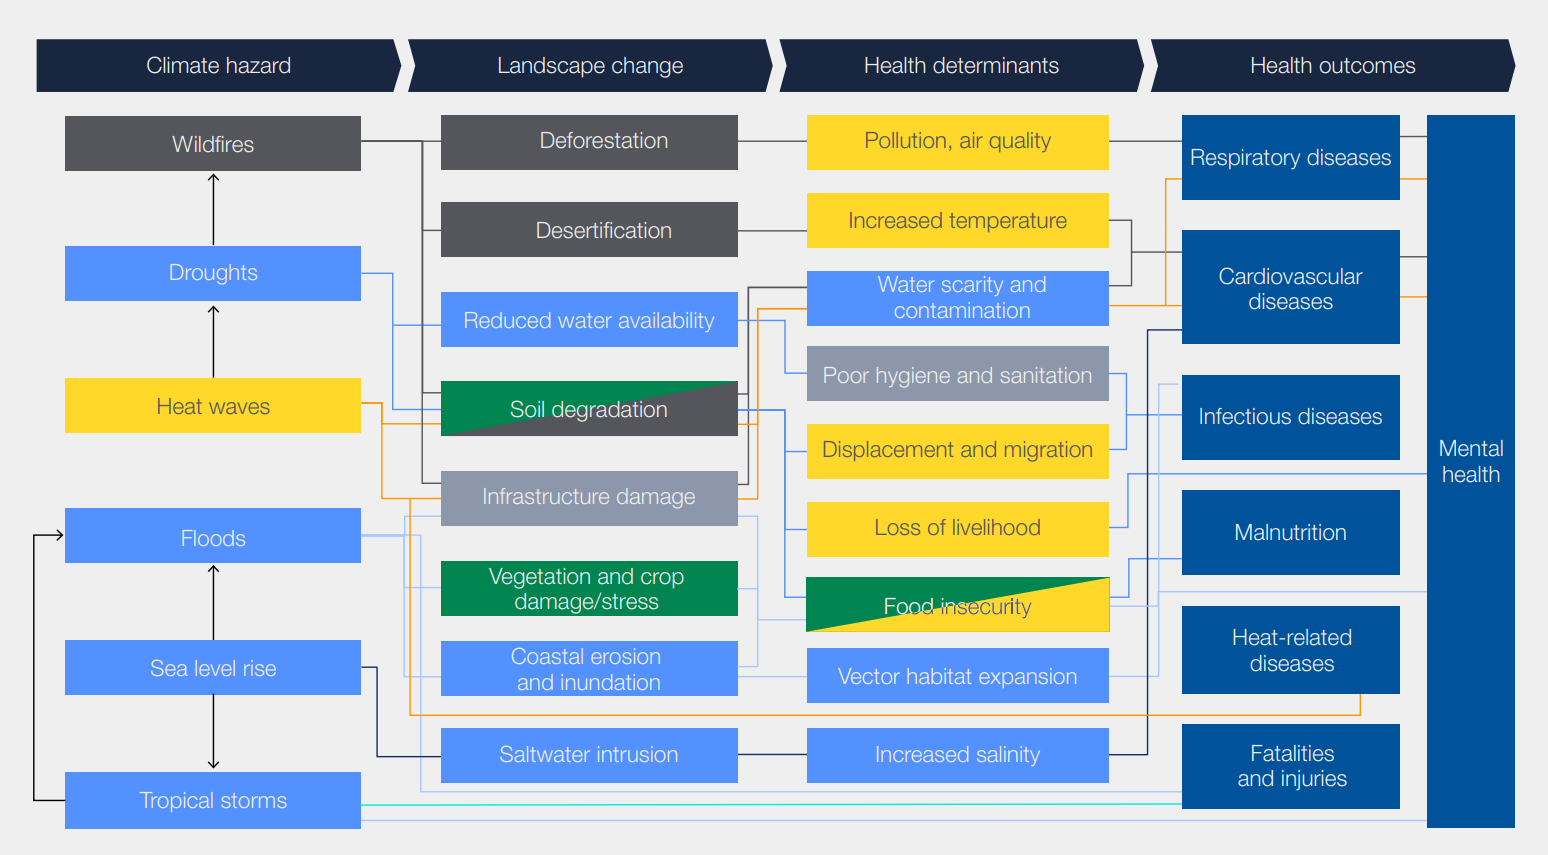 Climate hazard
Landscape change
Health determinants
Health outcomes
Wildfires
Droughts
Heat waves
Floods
Sea level rise
Tropical storms
Deforestation
Desertification
Reduced water availability
Soil degradation
Infrastructure damage
Vegetation and crop
damage/stress
Coastal erosion
and inundation
Saltwater intrusion
Pollution, air quality
Increased temperature
Water scarity and
contamination
Poor hygiene and sanitation
Displacement and migration
Loss of livelihood
Food insecurity
Vector habitat expansion
Increased salinity
Respiratory diseases
Cardiovascular
diseases
Infectious diseases
Malnutrition
Heat-related
diseases
Fatalities
and injuries
Mental
health